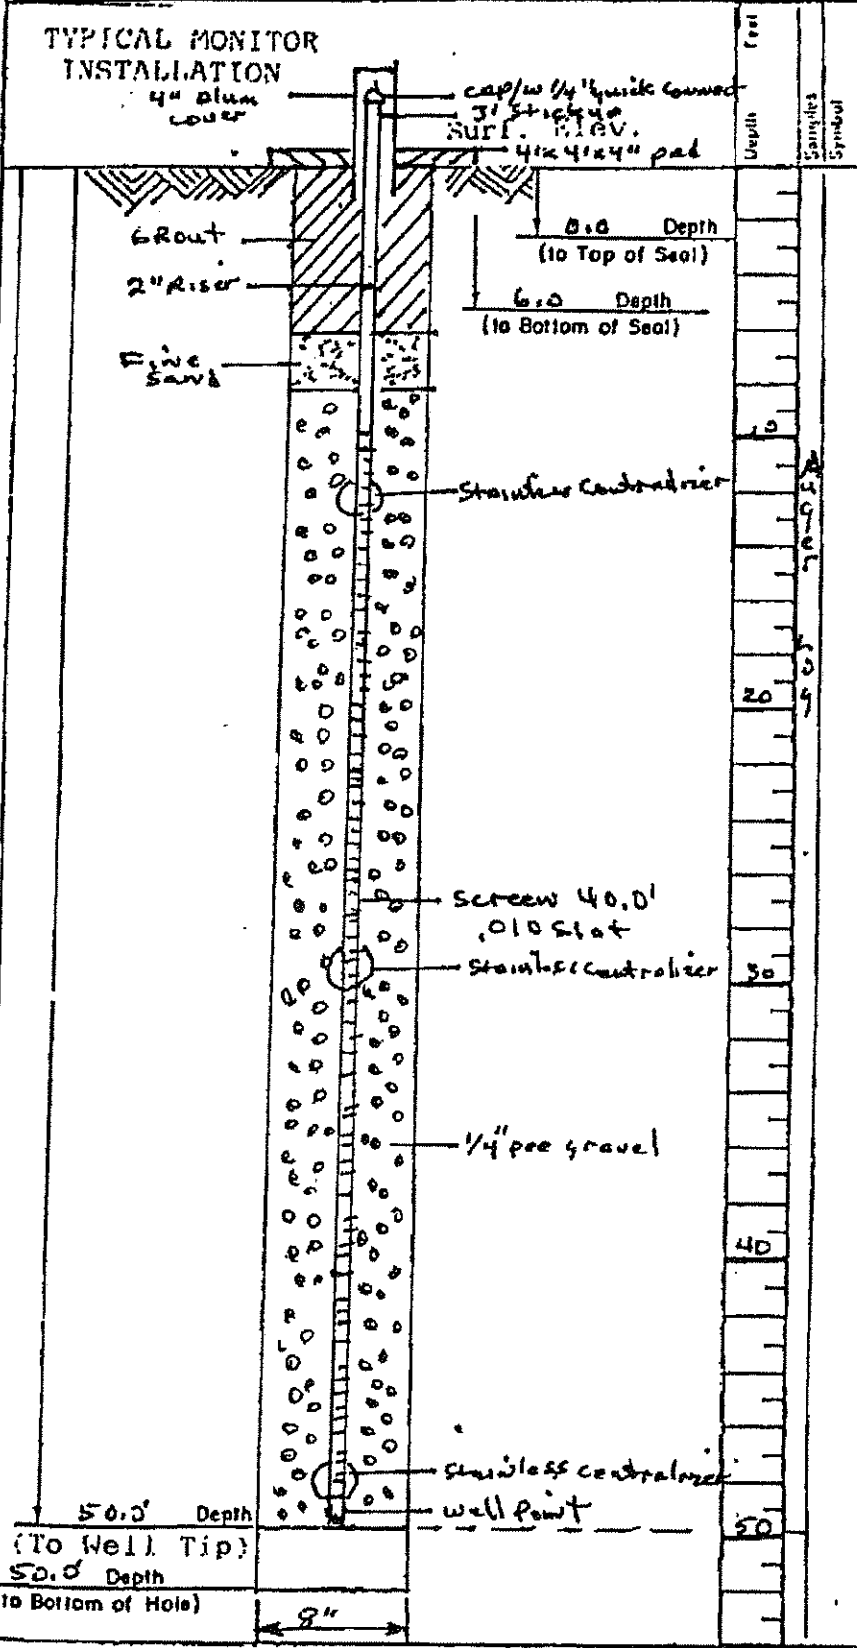 TYPICAL MONITOR
INSTALLATION
4" Alum
cover
cap/w 1/4" quick connect
3' stickup
Surf. Elev.
4'x4'x4" pad
Depth Feet
Samples
Symbol
GRout
2" Riser
Fine
Sand
0.0 Depth
(to Top of Seal)
6.0 Depth
(to Bottom of Seal)
10
Stainless Centralizer
20
Screen 40.0'
.010 Slot
Stainless Centralizer
30
1/4" pee gravel
40
Stainless centralizer
well Point
50
50.0' Depth
(To Well Tip)
50.0' Depth
to Bottom of Hole)
8"